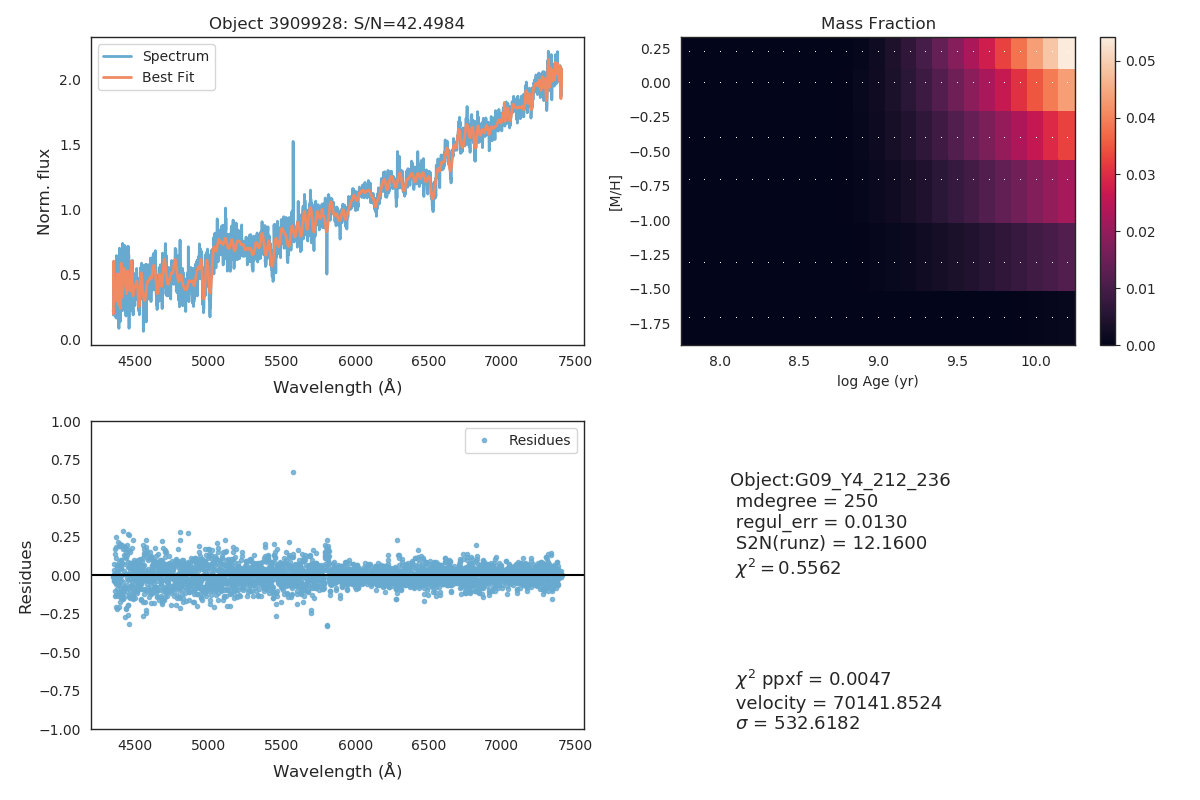 Object 3909928: S/N=42.4984
Spectrum
Best Fit
Norm. flux
2.0
1.5
1.0
0.5
0.0
4500 5000 5500 6000 6500 7000 7500
Wavelength (Å)
Mass Fraction
[M/H]
0.25
0.00
−0.25
−0.50
−0.75
−1.00
−1.25
−1.50
−1.75
8.0 8.5 9.0 9.5 10.0
log Age (yr)
0.05
0.04
0.03
0.02
0.01
0.00
Residues
Residues
1.00
0.75
0.50
0.25
0.00
−0.25
−0.50
−0.75
−1.00
4500 5000 5500 6000 6500 7000 7500
Wavelength (Å)
Object:G09_Y4_212_236
mdegree = 250
regul_err = 0.0130
S2N(runz) = 12.1600
χ² = 0.5562
χ² ppxf = 0.0047
velocity = 70141.8524
σ = 532.6182